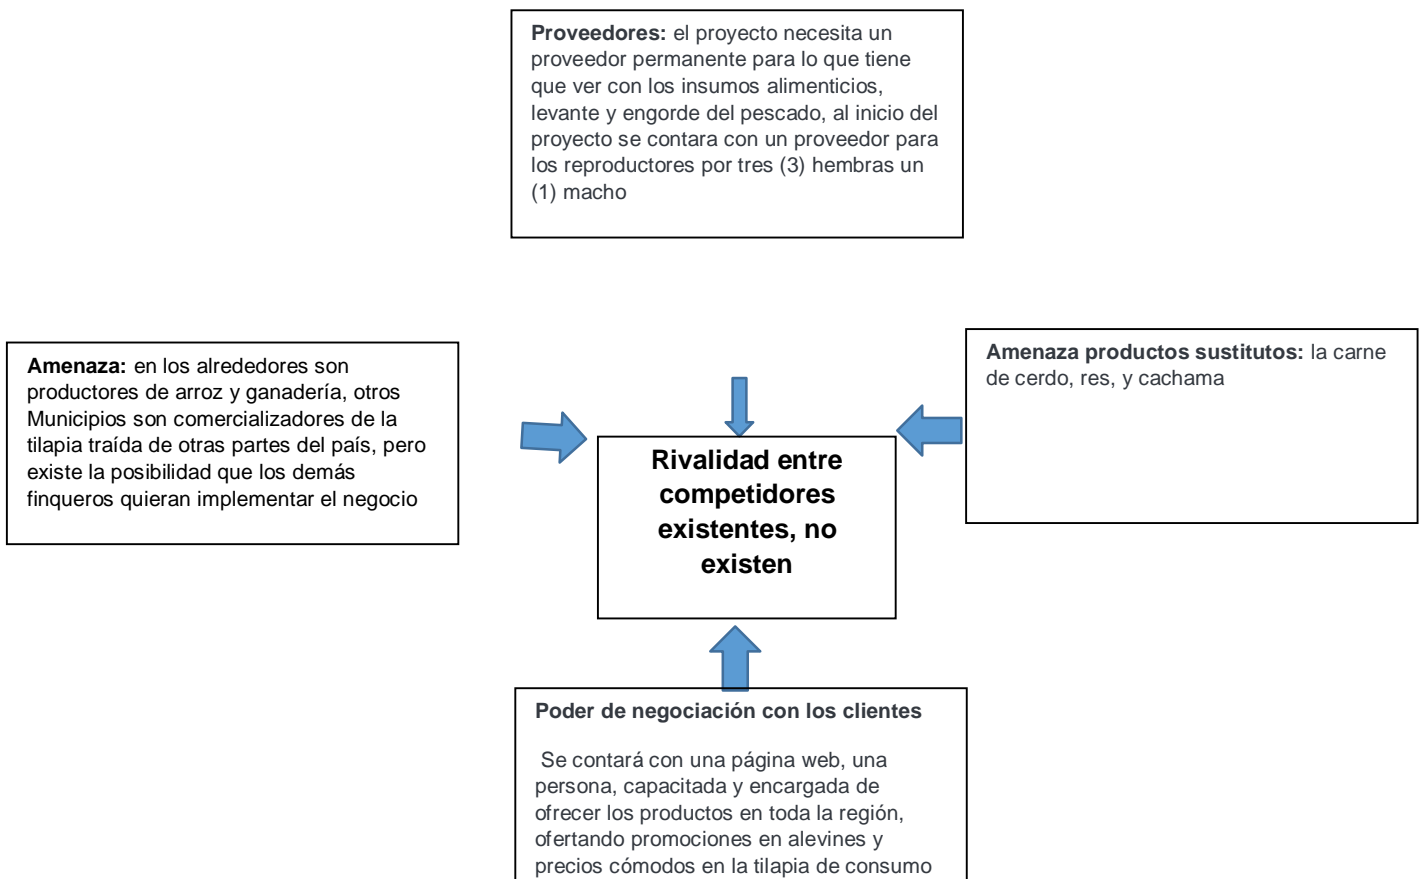 Proveedores: el proyecto necesita un
proveedor permanente para lo que tiene
que ver con los insumos alimenticios,
levante y engorde del pescado, al inicio del
proyecto se contara con un proveedor para
los reproductores por tres (3) hembras un
(1) macho
Amenaza: en los alrededores son
productores de arroz y ganadería, otros
Municipios son comercializadores de la
tilapia traída de otras partes del país, pero
existe la posibilidad que los demás
finqueros quieran implementar el negocio
Amenaza productos sustitutos: la carne
de cerdo, res, y cachama
Rivalidad entre
competidores
existentes, no
existen
Poder de negociación con los clientes
Se contará con una página web, una
persona, capacitada y encargada de
ofrecer los productos en toda la región,
ofertando promociones en alevines y
precios cómodos en la tilapia de consumo